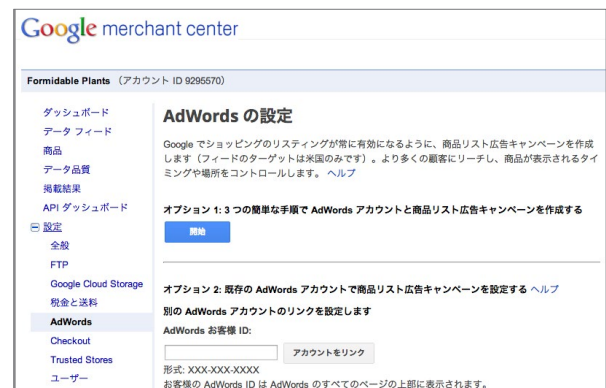 Google merchant center
Formidable Plants （アカウント ID 9295570）
ダッシュボード
データ フィード
商品
データ品質
掲載結果
API ダッシュボード
設定
全般
FTP
Google Cloud Storage
税金と送料
AdWords
Checkout
Trusted Stores
ユーザー
AdWords の設定
Google でショッピングのリスティングが常に有効になるように、商品リスト広告キャンペーンを作成
します（フィードのターゲットは米国のみです）。より多くの顧客にリーチし、商品が表示されるタイ
ミングや場所をコントロールします。 ヘルプ
オプション 1: 3 つの簡単な手順で AdWords アカウントと商品リスト広告キャンペーンを作成する
開始
オプション 2: 既存の AdWords アカウントで商品リスト広告キャンペーンを設定する ヘルプ
別の AdWords アカウントのリンクを設定します
AdWords お客様 ID:
アカウントをリンク
形式: XXX-XXX-XXXX
お客様の AdWords ID は AdWords のすべてのページの上部に表示されます。